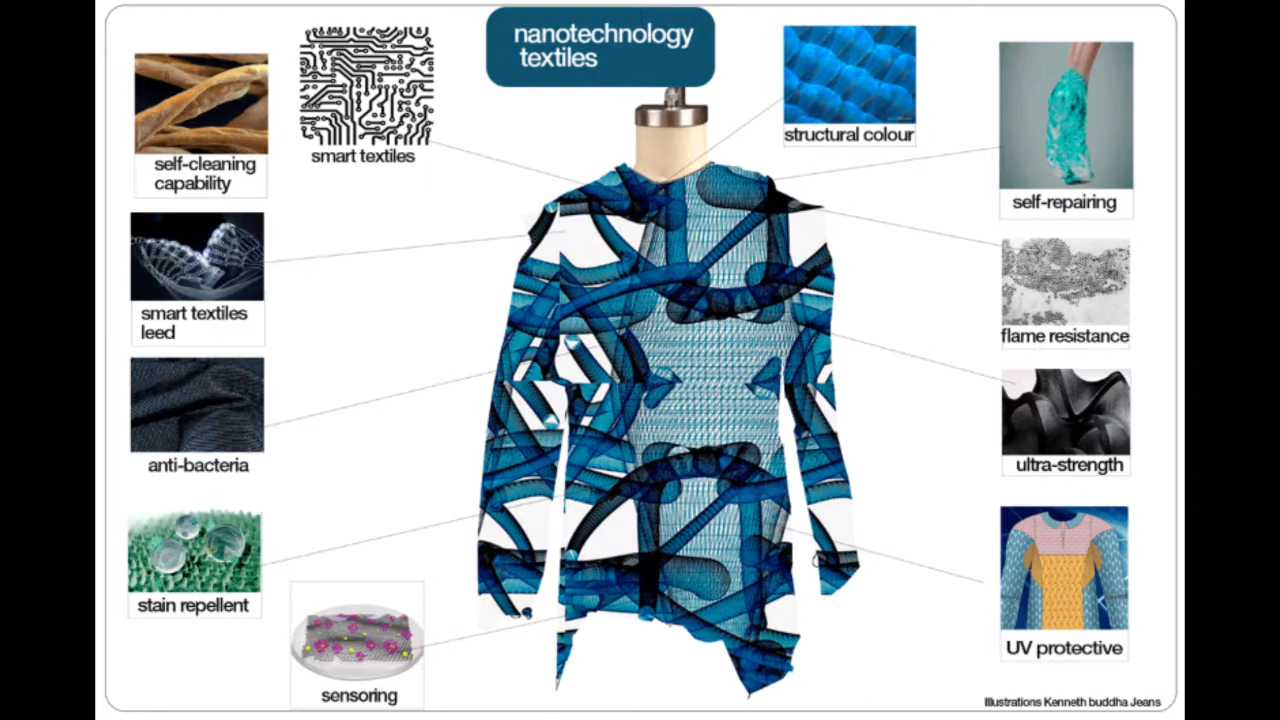 nanotechnology
textiles
self-cleaning
capability
smart textiles
structural colour
self-repairing
smart textiles
leed
flame resistance
anti-bacteria
ultra-strength
stain repellent
sensoring
UV protective
Illustrations Kenneth buddha Jeans